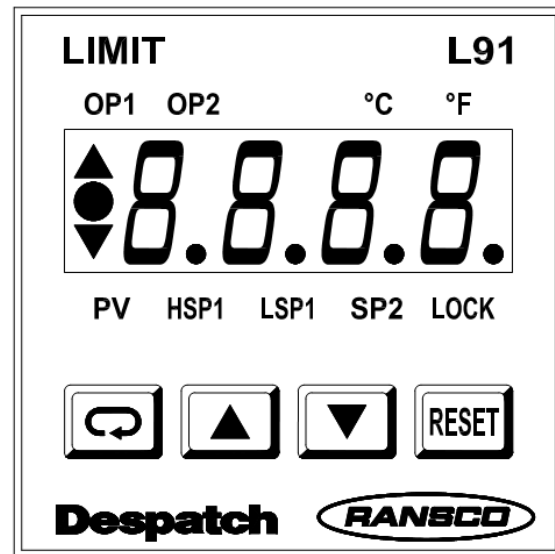 LIMIT L91
OP1 OP2 °C °F
8.8.8.8.
PV HSP1 LSP1 SP2 LOCK
RESET
Despatch RANSCO